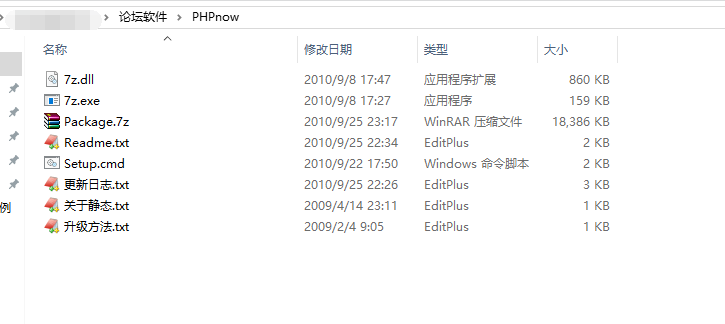 论坛软件 > PHPnow
名称 修改日期 类型 大小
7z.dll 2010/9/8 17:47 应用程序扩展 860 KB
7z.exe 2010/9/8 17:27 应用程序 159 KB
Package.7z 2010/9/25 23:17 WinRAR 压缩文件 18,386 KB
Readme.txt 2010/9/25 22:34 EditPlus 2 KB
Setup.cmd 2010/9/22 17:50 Windows 命令脚本 2 KB
更新日志.txt 2010/9/25 22:26 EditPlus 3 KB
关于静态.txt 2009/4/14 23:11 EditPlus 1 KB
例
升级方法.txt 2009/2/4 9:05 EditPlus 1 KB